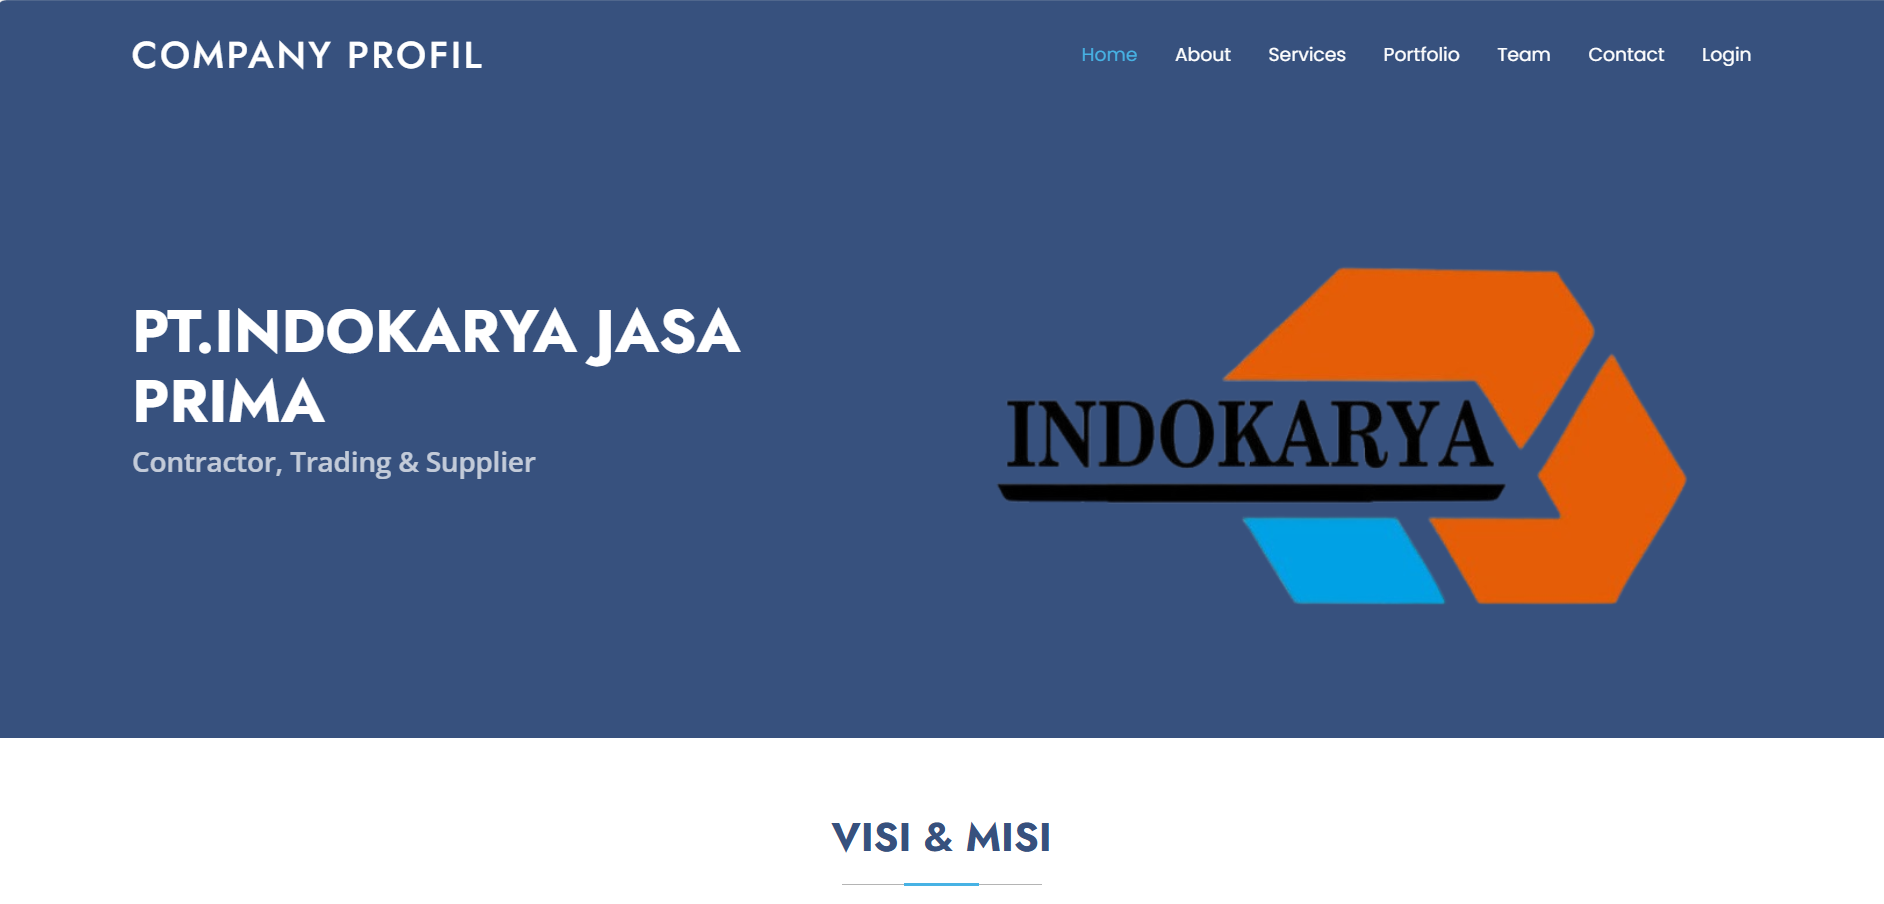 COMPANY PROFIL
Home About Services Portfolio Team Contact Login
PT.INDOKARYA JASA
PRIMA
Contractor, Trading & Supplier
INDOKARYA
VISI & MISI